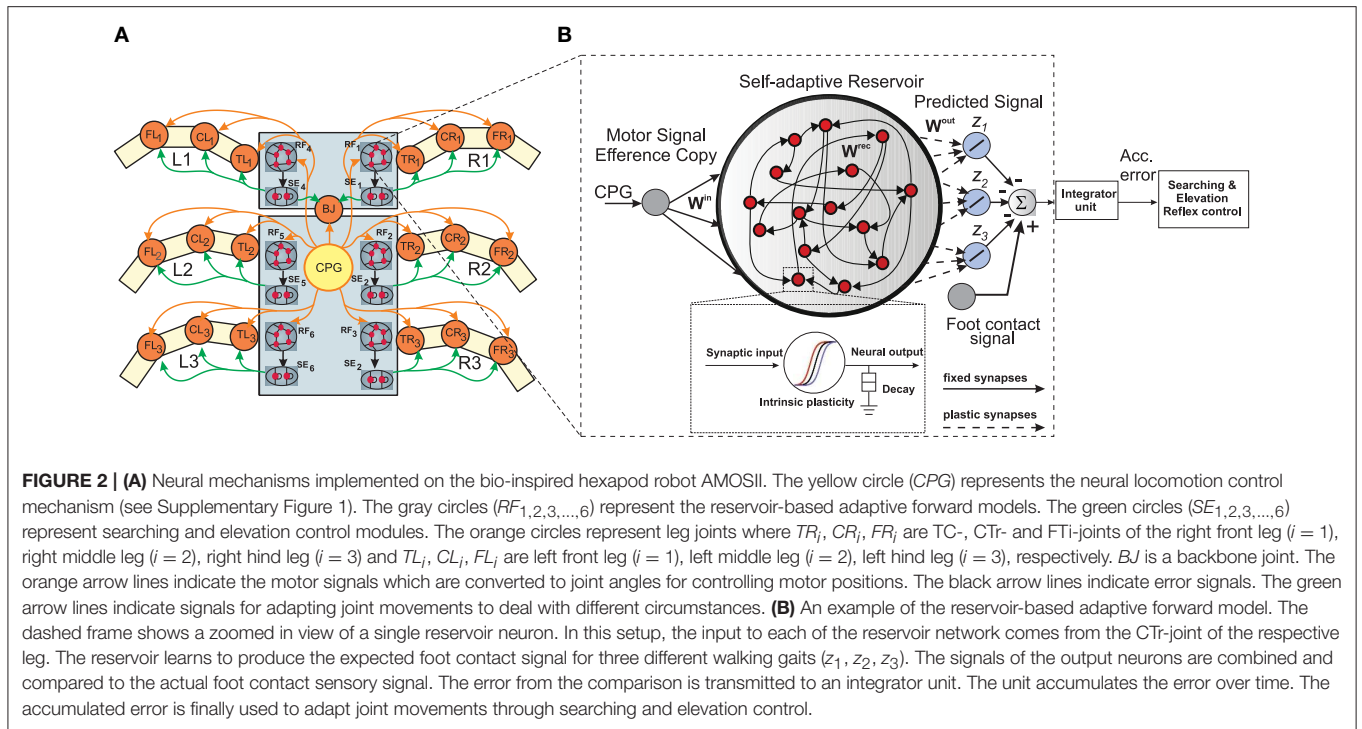 A
B
FL1
CL1
TL1
L1
RF4
SE4
RF1
SE1
TR1
CR1
FR1
R1
BJ
FL2
CL2
TL2
L2
RF5
SE5
CPG
RF2
SE2
TR2
CR2
FR2
R2
FL3
CL3
TL3
L3
RF6
SE6
RF3
SE2
TR3
CR3
FR3
R3
Self-adaptive Reservoir
Predicted Signal
Motor Signal
Efference Copy
CPG
W^in
W^rec
W^out
z1
z2
z3
-
-
-
+
Σ
Integrator
unit
Acc.
error
Searching &
Elevation
Reflex control
Foot contact
signal
Synaptic input
Neural output
Decay
Intrinsic plasticity
fixed synapses
plastic synapses
FIGURE 2 | (A) Neural mechanisms implemented on the bio-inspired hexapod robot AMOSII. The yellow circle (CPG) represents the neural locomotion control
mechanism (see Supplementary Figure 1). The gray circles (RF1,2,3,...,6) represent the reservoir-based adaptive forward models. The green circles (SE1,2,3,...,6)
represent searching and elevation control modules. The orange circles represent leg joints where TRi, CRi, FRi are TC-, CTr- and FTi-joints of the right front leg (i = 1),
right middle leg (i = 2), right hind leg (i = 3) and TLi, CLi, FLi are left front leg (i = 1), left middle leg (i = 2), left hind leg (i = 3), respectively. BJ is a backbone joint. The
orange arrow lines indicate the motor signals which are converted to joint angles for controlling motor positions. The black arrow lines indicate error signals. The green
arrow lines indicate signals for adapting joint movements to deal with different circumstances. (B) An example of the reservoir-based adaptive forward model. The
dashed frame shows a zoomed in view of a single reservoir neuron. In this setup, the input to each of the reservoir network comes from the CTr-joint of the respective
leg. The reservoir learns to produce the expected foot contact signal for three different walking gaits (z1, z2, z3). The signals of the output neurons are combined and
compared to the actual foot contact sensory signal. The error from the comparison is transmitted to an integrator unit. The unit accumulates the error over time. The
accumulated error is finally used to adapt joint movements through searching and elevation control.